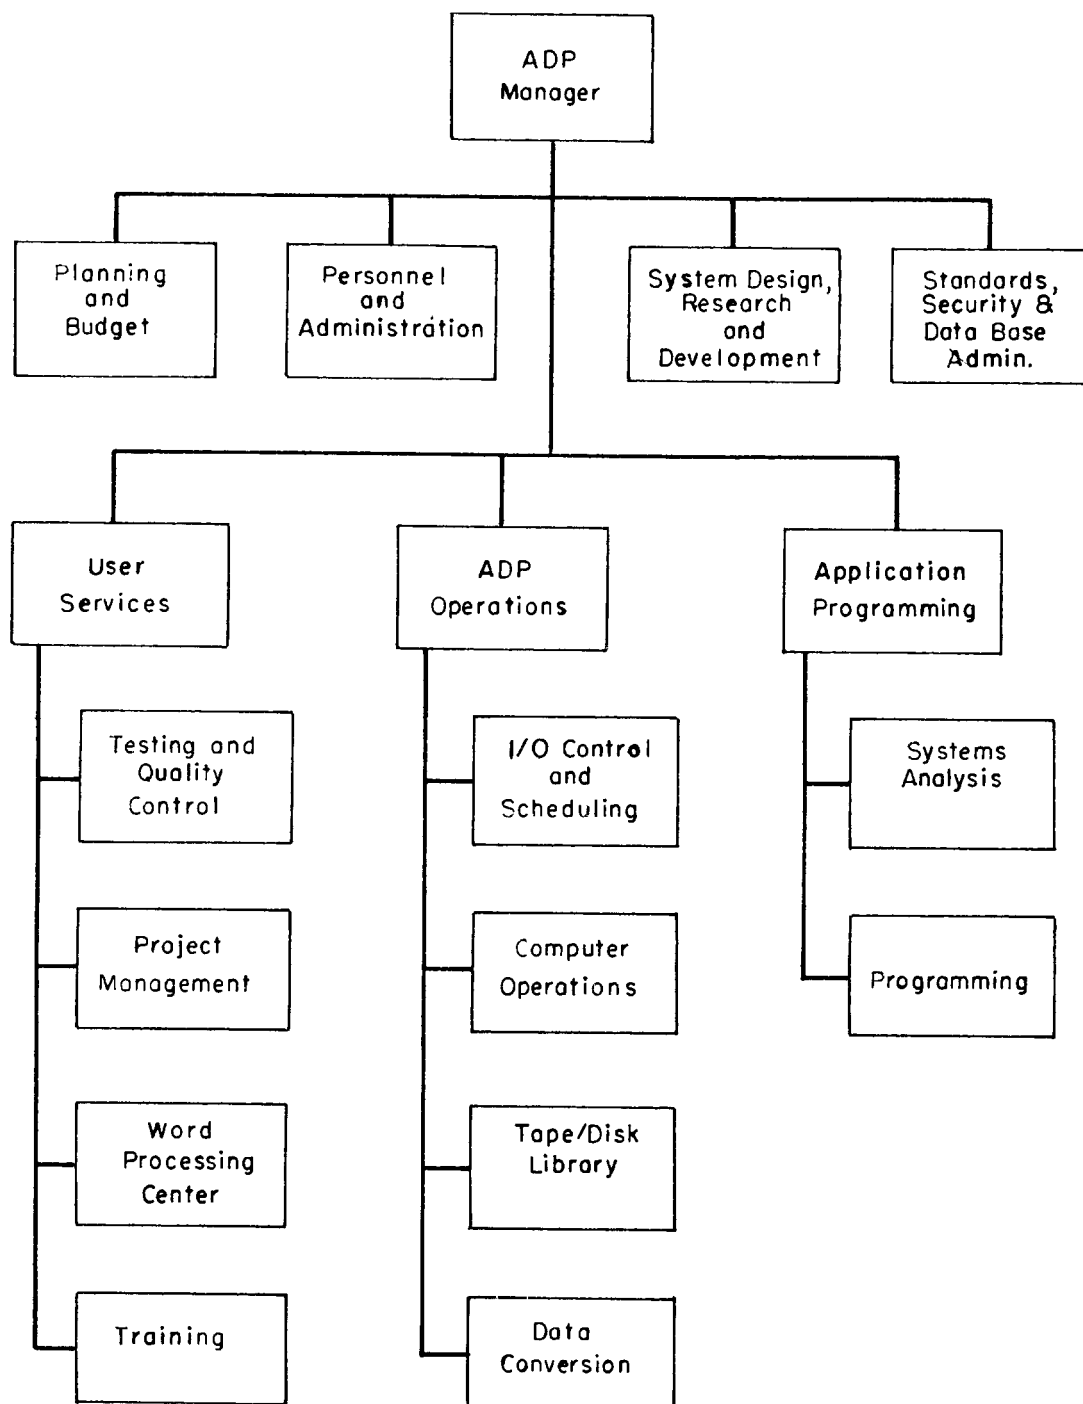 ADP
Manager
Planning
and
Budget
Personnel
and
Administration
System Design,
Research
and
Development
Standards,
Security &
Data Base
Admin.
User
Services
ADP
Operations
Application
Programming
Testing and
Quality
Control
Project
Management
Word
Processing
Center
Training
I/O Control
and
Scheduling
Computer
Operations
Tape/Disk
Library
Data
Conversion
Systems
Analysis
Programming